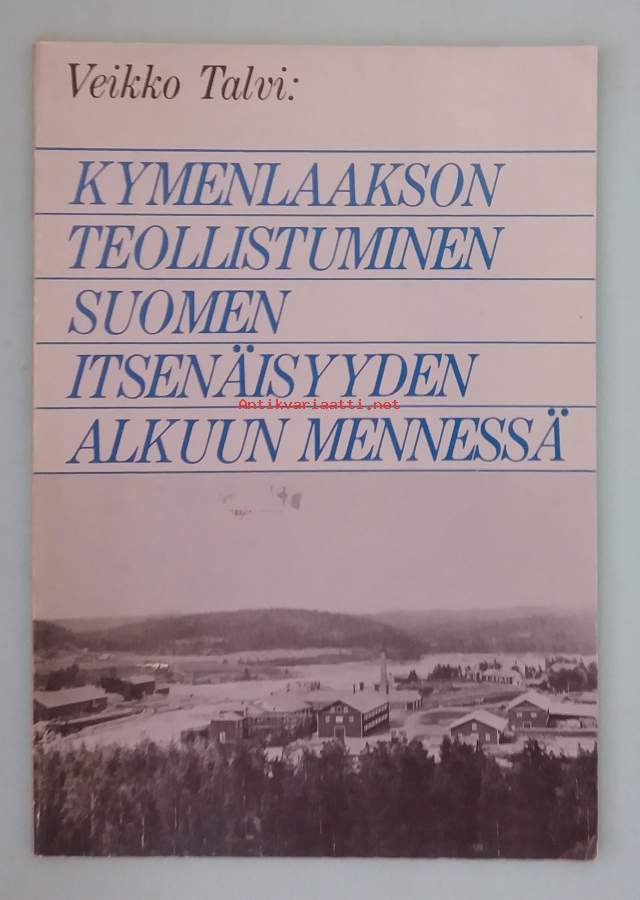 Veikko Talvi:
KYMENLAAKSON
TEOLLISTUMINEN
SUOMEN
ITSENÄISYYDEN
Antikvariaatti.net
ALKUUN MENNESSÄ